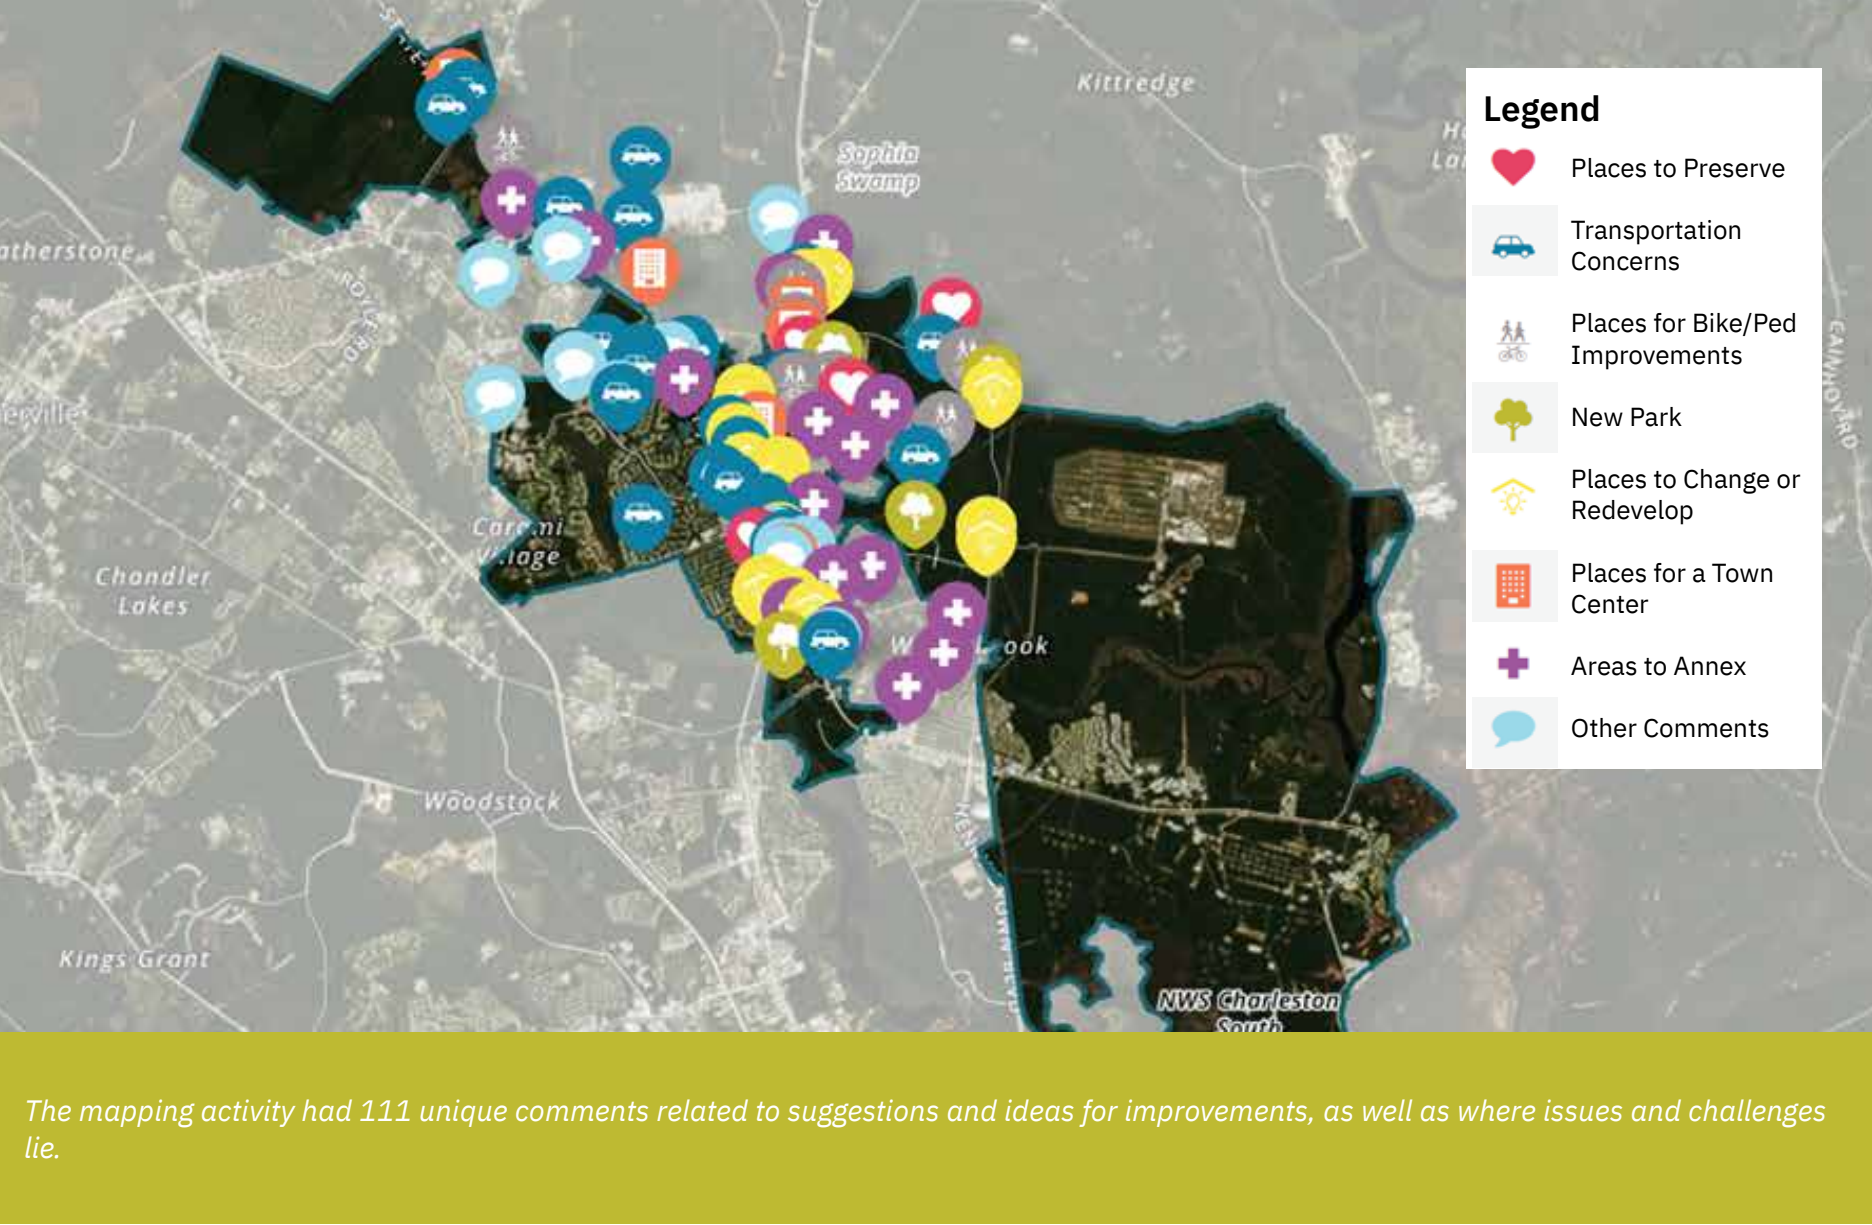 Kittredge
Sophia
Swamp
Legend
Places to Preserve
Transportation
Concerns
Places for Bike/Ped
Improvements
New Park
Places to Change or
Redevelop
Places for a Town
Center
Areas to Annex
Other Comments
Chandler
Lakes
Woodstock
Kings Grant
NWS Charleston
South
The mapping activity had 111 unique comments related to suggestions and ideas for improvements, as well as where issues and challenges
lie.